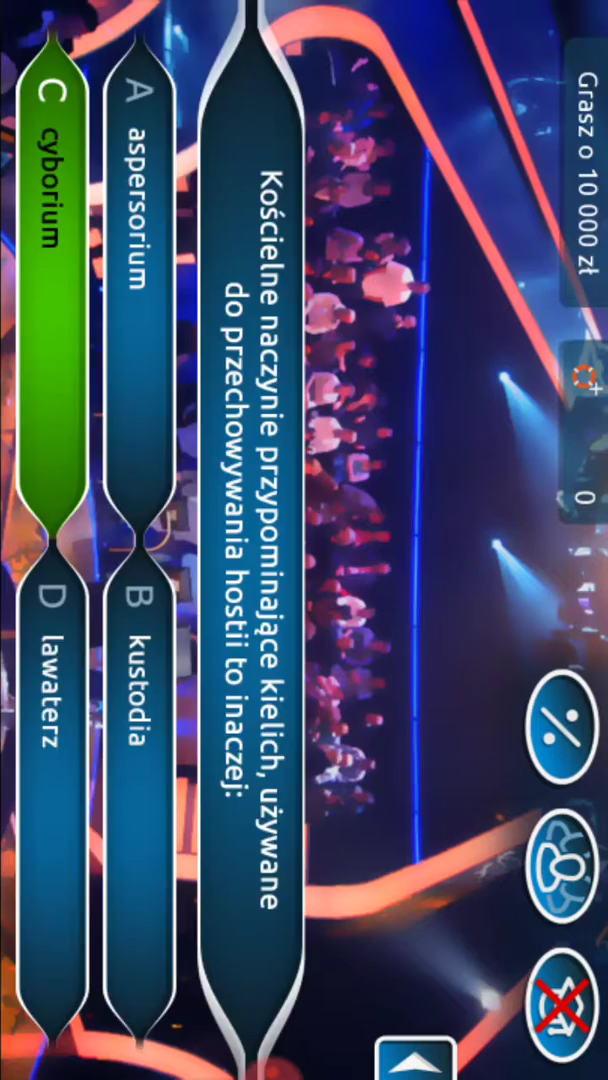 Grasz o 10 000 zł
+ 0
Kościelne naczynie przypominające kielich, używane
do przechowywania hostii to inaczej:
A aspersorium
B kustodia
C cyborium
D lawaterz